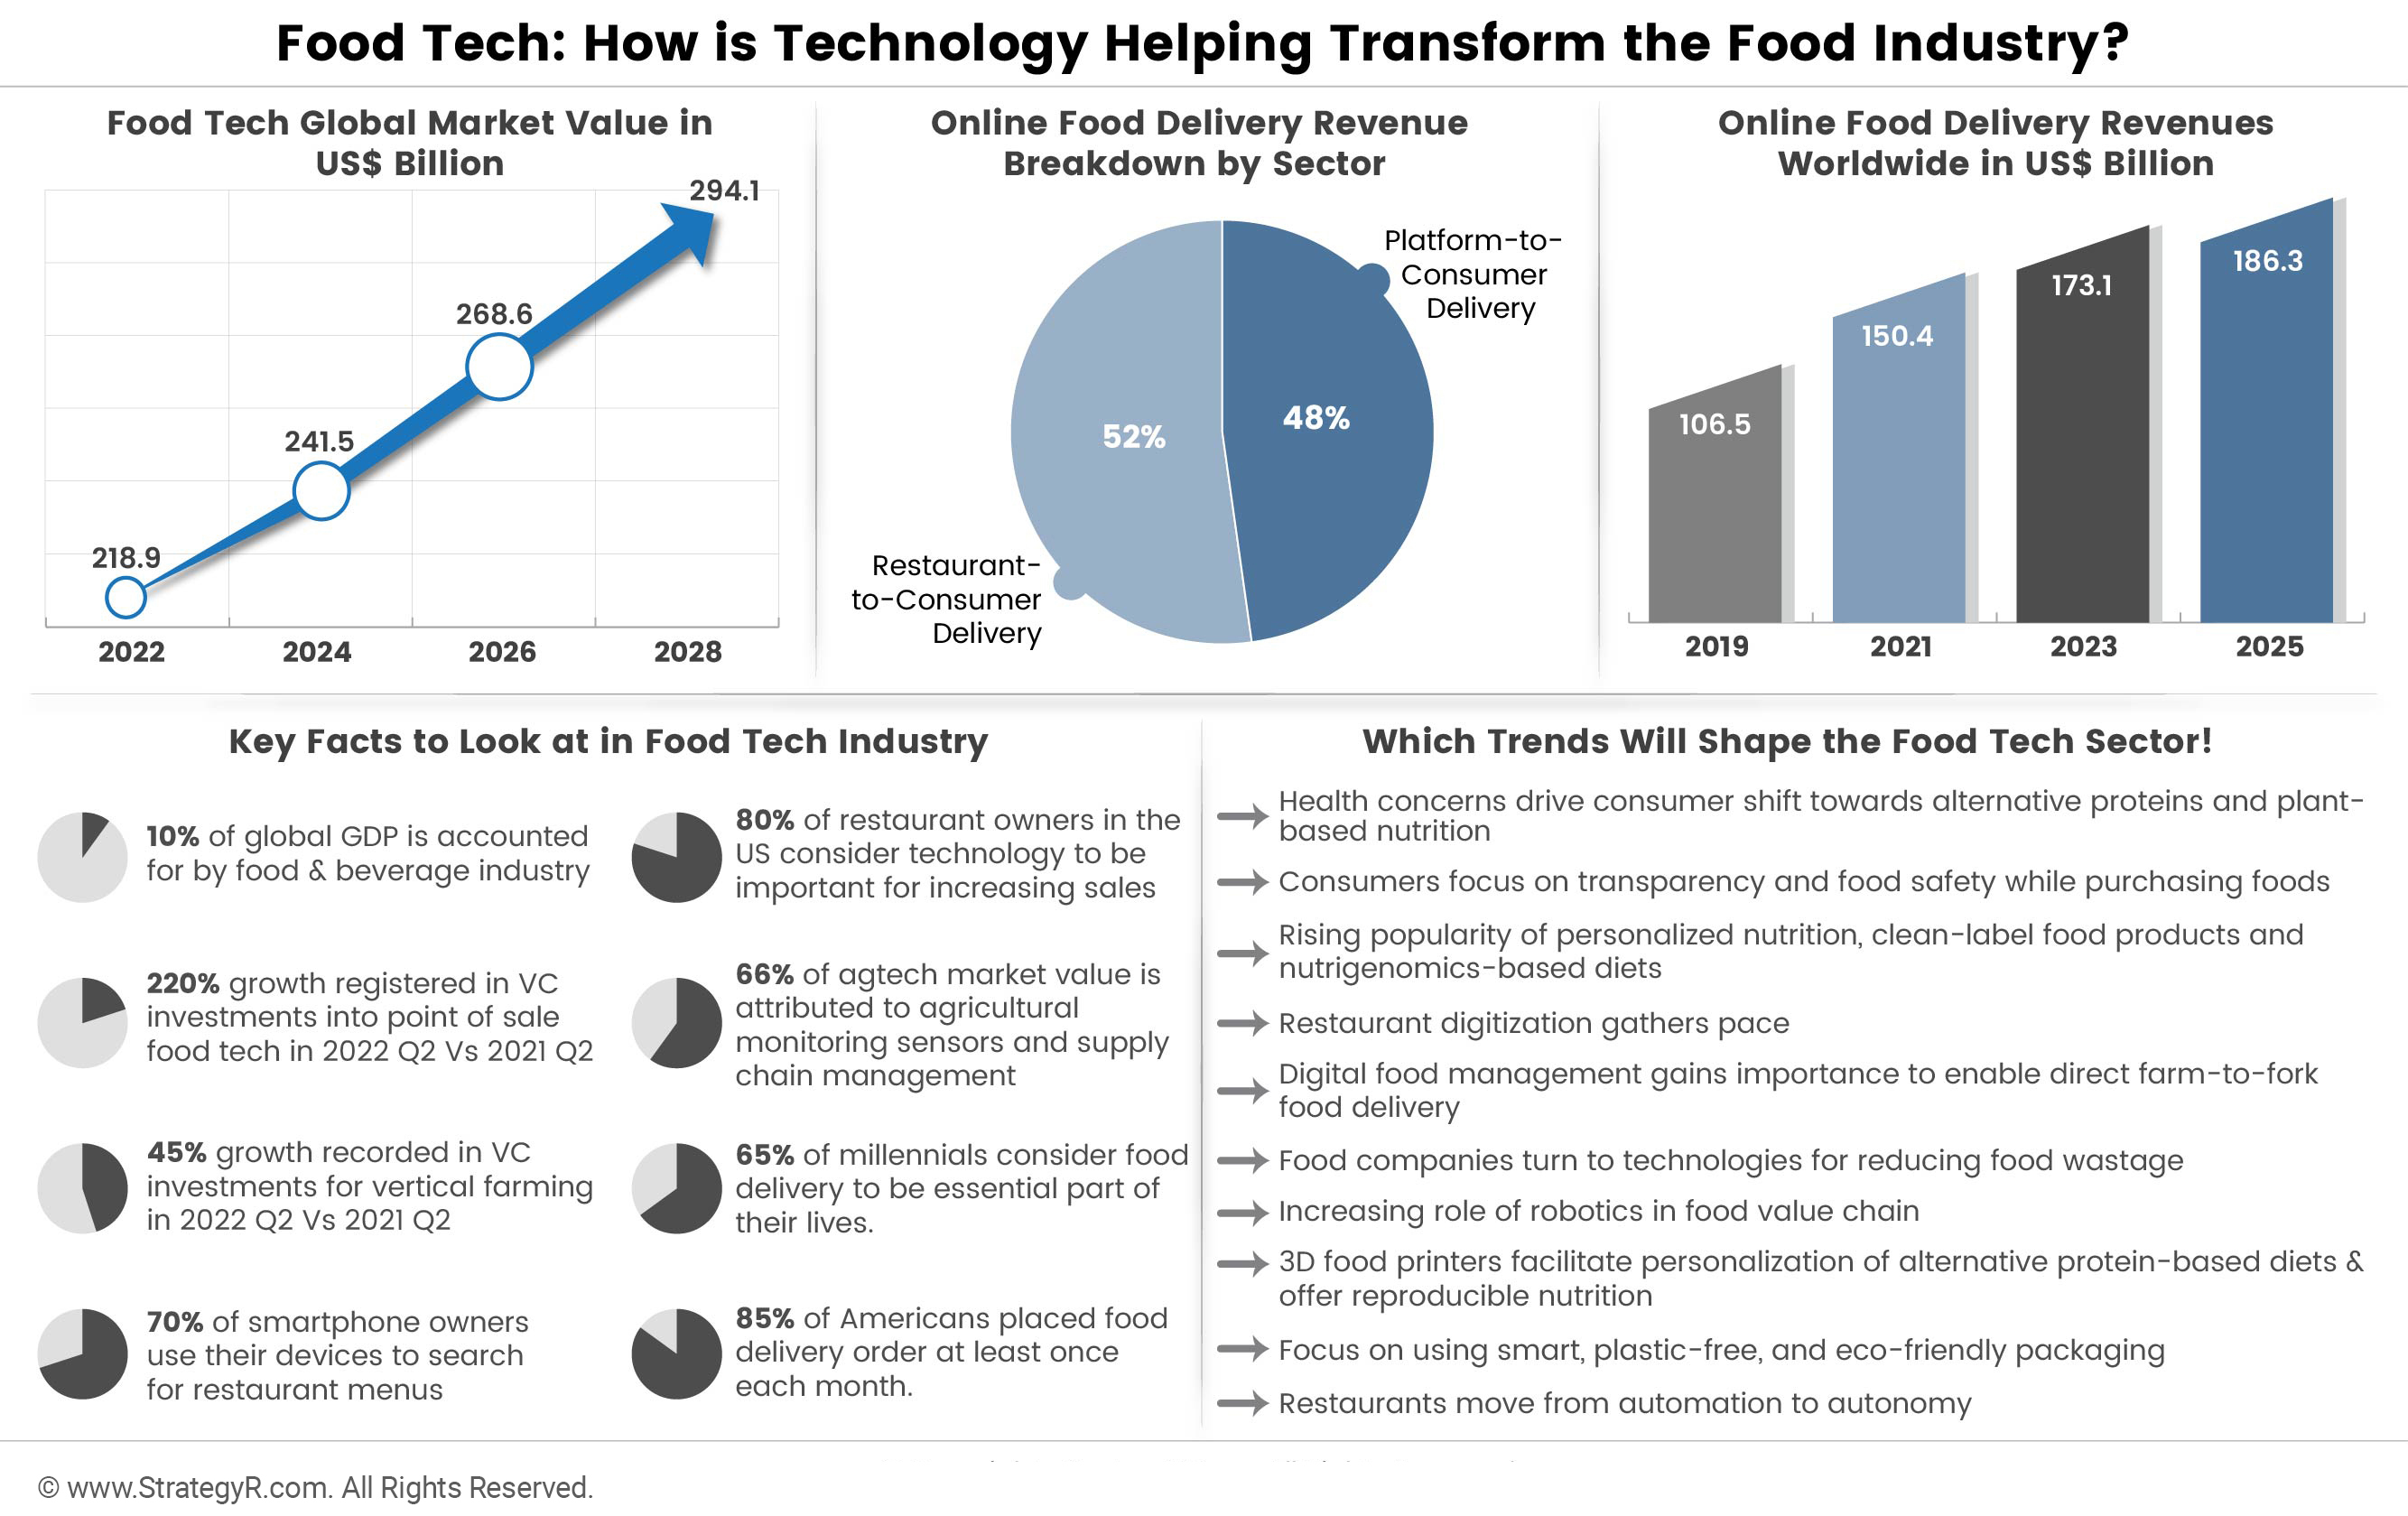 Food Tech: How is Technology Helping Transform the Food Industry?
Food Tech Global Market Value in
US$ Billion
294.1
268.6
241.5
218.9
2022
2024
2026
2028
Online Food Delivery Revenue
Breakdown by Sector
Platform-to-
Consumer
Delivery
48%
52%
Restaurant-
to-Consumer
Delivery
Online Food Delivery Revenues
Worldwide in US$ Billion
106.5
150.4
173.1
186.3
2019
2021
2023
2025
Key Facts to Look at in Food Tech Industry
10% of global GDP is accounted
for by food & beverage industry
220% growth registered in VC
investments into point of sale
food tech in 2022 Q2 Vs 2021 Q2
45% growth recorded in VC
investments for vertical farming
in 2022 Q2 Vs 2021 Q2
70% of smartphone owners
use their devices to search
for restaurant menus
80% of restaurant owners in the
US consider technology to be
important for increasing sales
66% of agtech market value is
attributed to agricultural
monitoring sensors and supply
chain management
65% of millennials consider food
delivery to be essential part of
their lives.
85% of Americans placed food
delivery order at least once
each month.
Which Trends Will Shape the Food Tech Sector!
Health concerns drive consumer shift towards alternative proteins and plant-
based nutrition
Consumers focus on transparency and food safety while purchasing foods
Rising popularity of personalized nutrition, clean-label food products and
nutrigenomics-based diets
Restaurant digitization gathers pace
Digital food management gains importance to enable direct farm-to-fork
food delivery
Food companies turn to technologies for reducing food wastage
Increasing role of robotics in food value chain
3D food printers facilitate personalization of alternative protein-based diets &
offer reproducible nutrition
Focus on using smart, plastic-free, and eco-friendly packaging
Restaurants move from automation to autonomy
© www.StrategyR.com. All Rights Reserved.